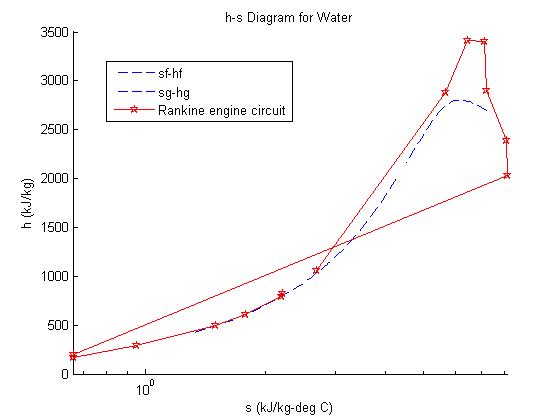 h-s Diagram for Water
3500
3000
2500
2000
1500
1000
500
0
h (kJ/kg)
sf-hf
sg-hg
Rankine engine circuit
10^0
s (kJ/kg-deg C)